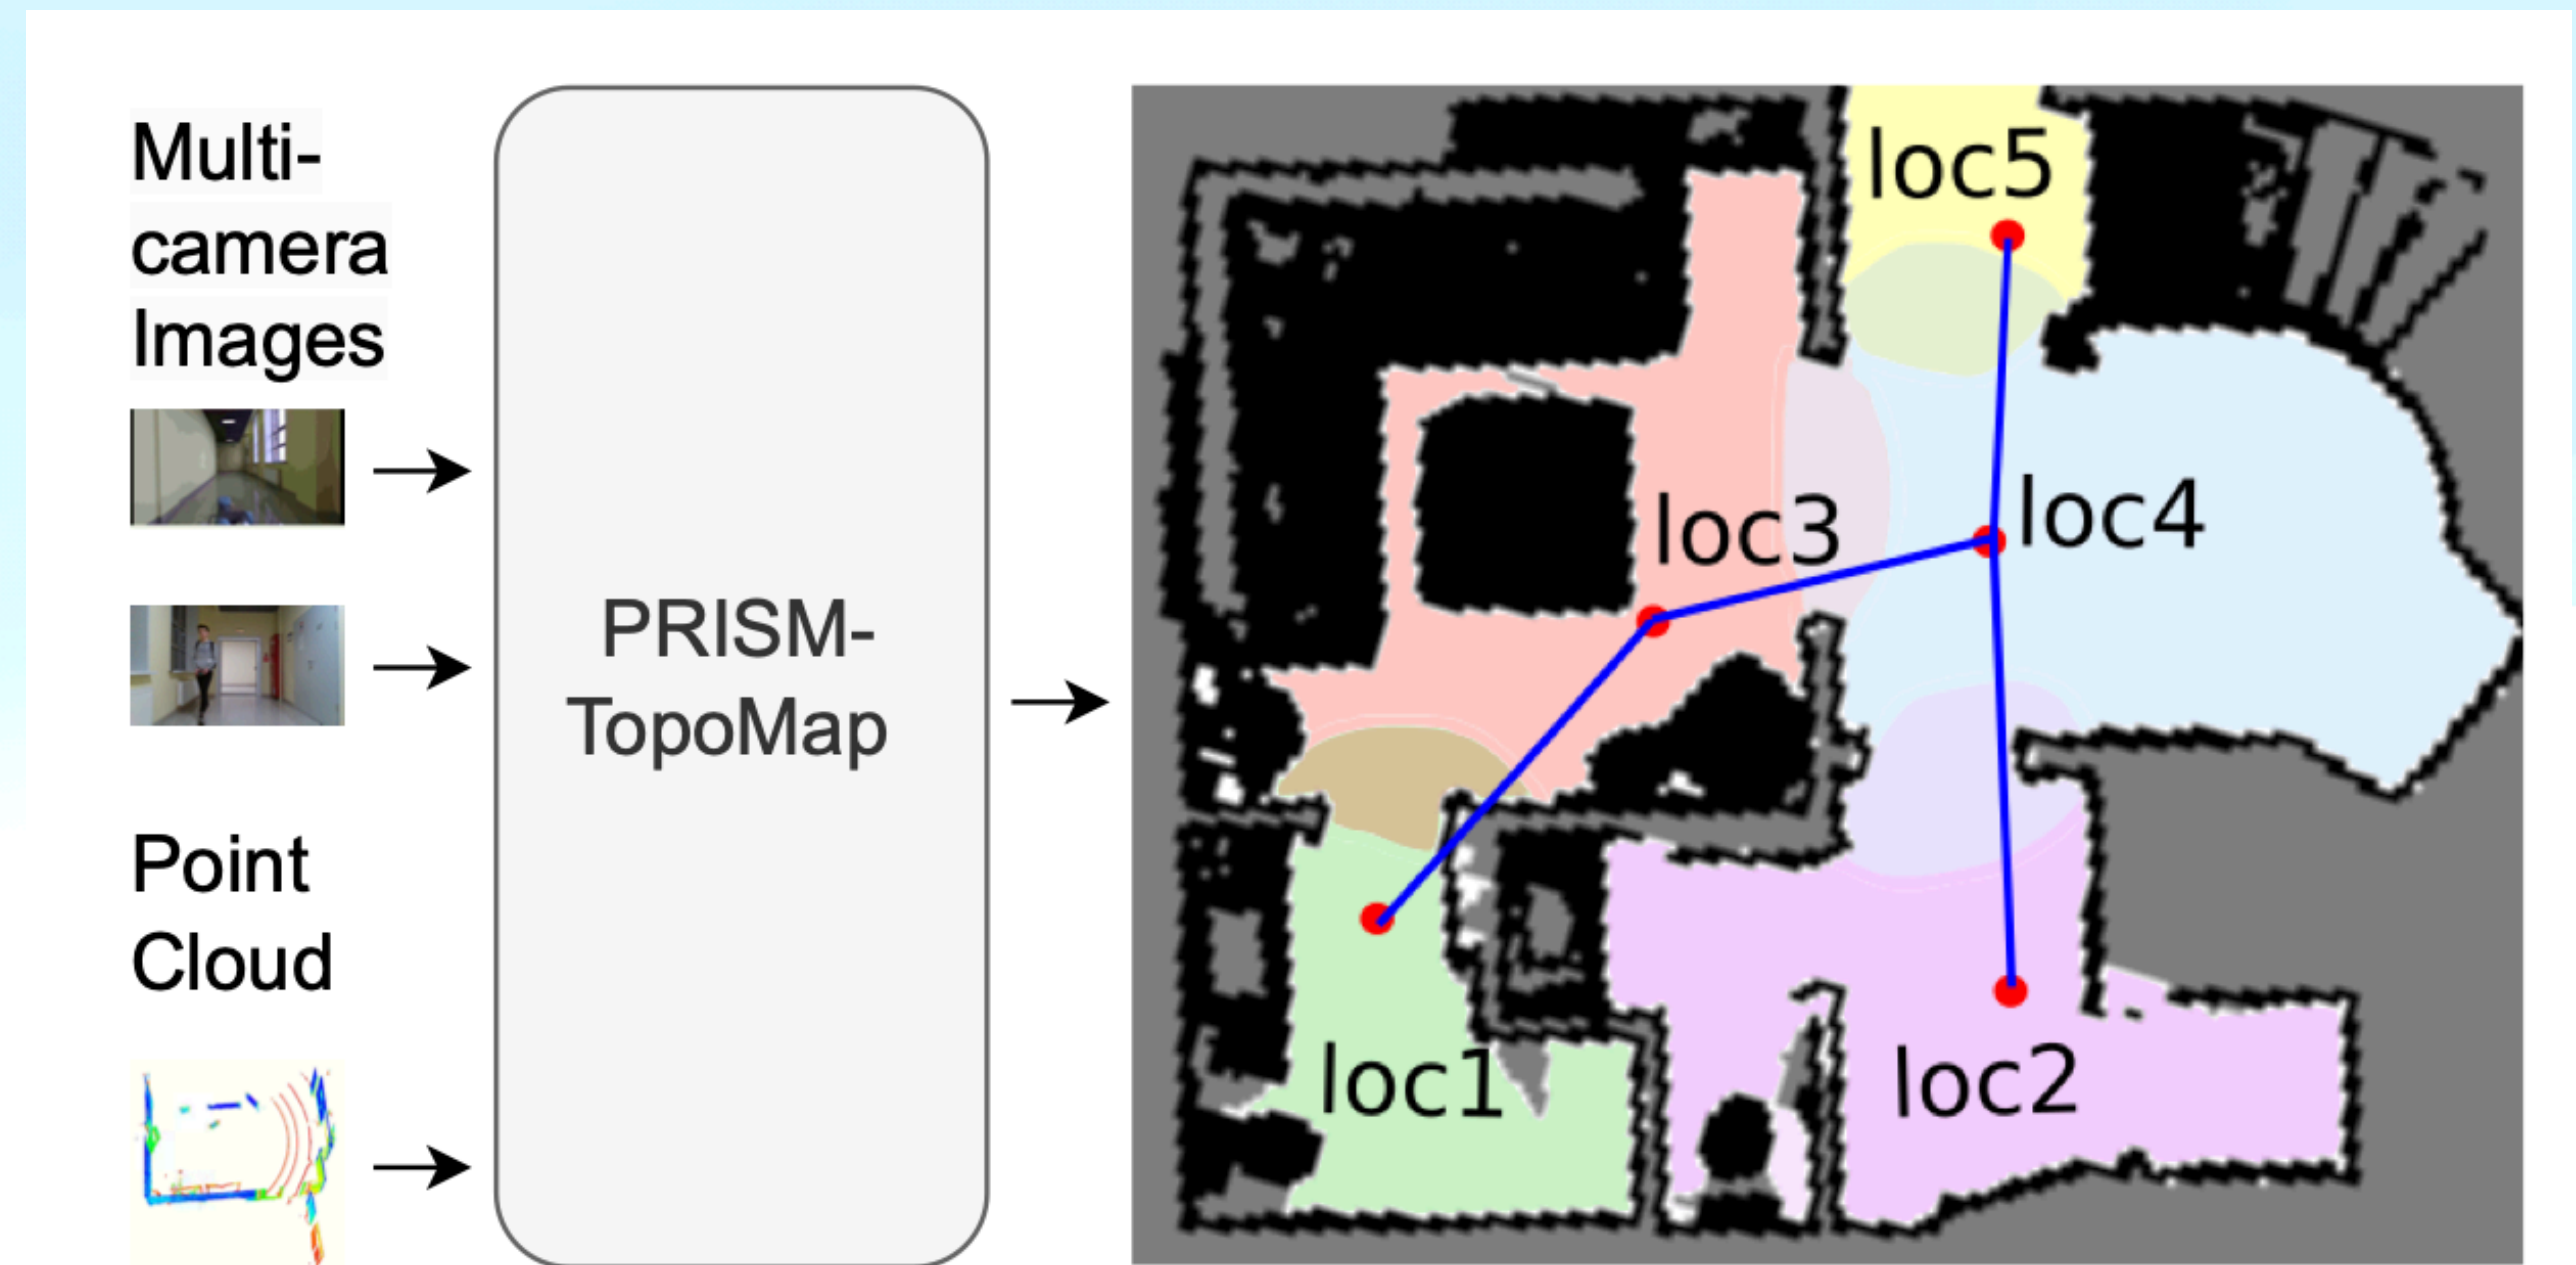 Multi-
camera
Images
Point
Cloud
PRISM-
TopoMap
loc5
loc4
loc3
loc1
loc2